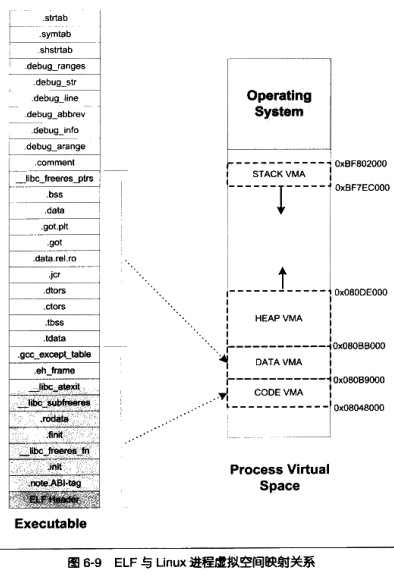 .strtab
.symtab
.shstrtab
.debug_ranges
.debug_str
.debug_line
.debug_abbrev
.debug_info
.debug_arange
.comment
__libc_freeres_ptrs
.bss
.data
.got.plt
.got
.data.rel.ro
.jcr
.dtors
.ctors
.tbss
.tdata
.gcc_except_table
.eh_frame
__libc_atexit
__libc_subfreeres
.rodata
.finit
__libc_freeres_fn
.init
.note.ABI-tag
ELF Header
Executable
Operating
System
0xBF802000
STACK VMA
0xBF7EC000
0x080DE000
HEAP VMA
0x080BB000
DATA VMA
0x080B9000
CODE VMA
0x08048000
Process Virtual
Space
图 6-9 ELF 与 Linux 进程虚拟空间映射关系